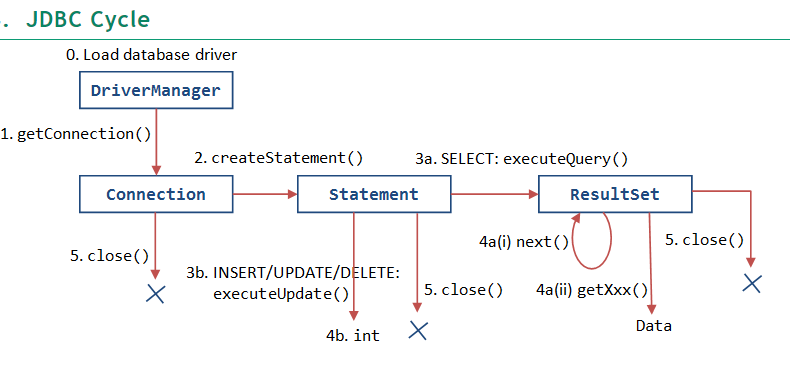 . JDBC Cycle
0. Load database driver
DriverManager
1. getConnection()
2. createStatement()
3a. SELECT: executeQuery()
Connection
Statement
ResultSet
4a(i) next()
5. close()
5. close()
3b. INSERT/UPDATE/DELETE:
executeUpdate()
5. close()
4a(ii) getXxx()
4b. int
Data